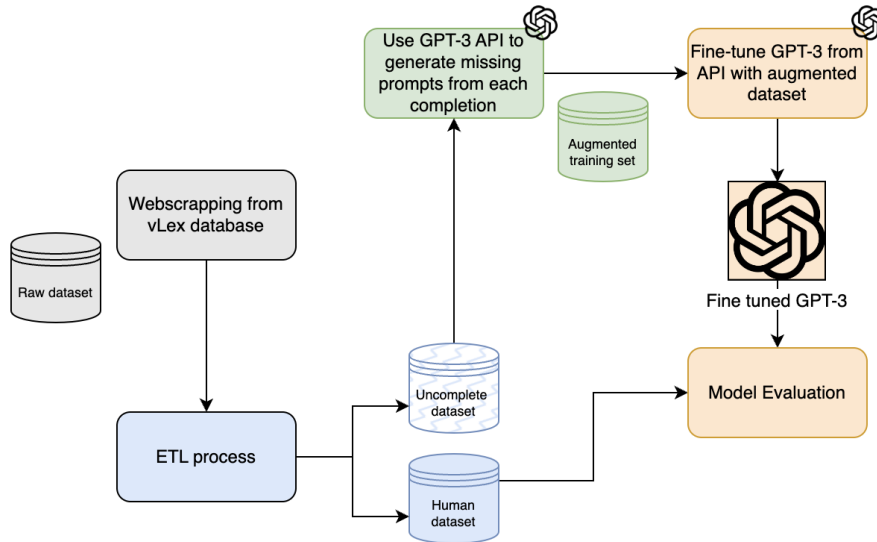 Use GPT-3 API to
generate missing
prompts from each
completion
Fine-tune GPT-3 from
API with augmented
dataset
Augmented
training set
Webscrapping from
vLex database
Raw dataset
Fine tuned GPT-3
Uncomplete
dataset
Model Evaluation
ETL process
Human
dataset